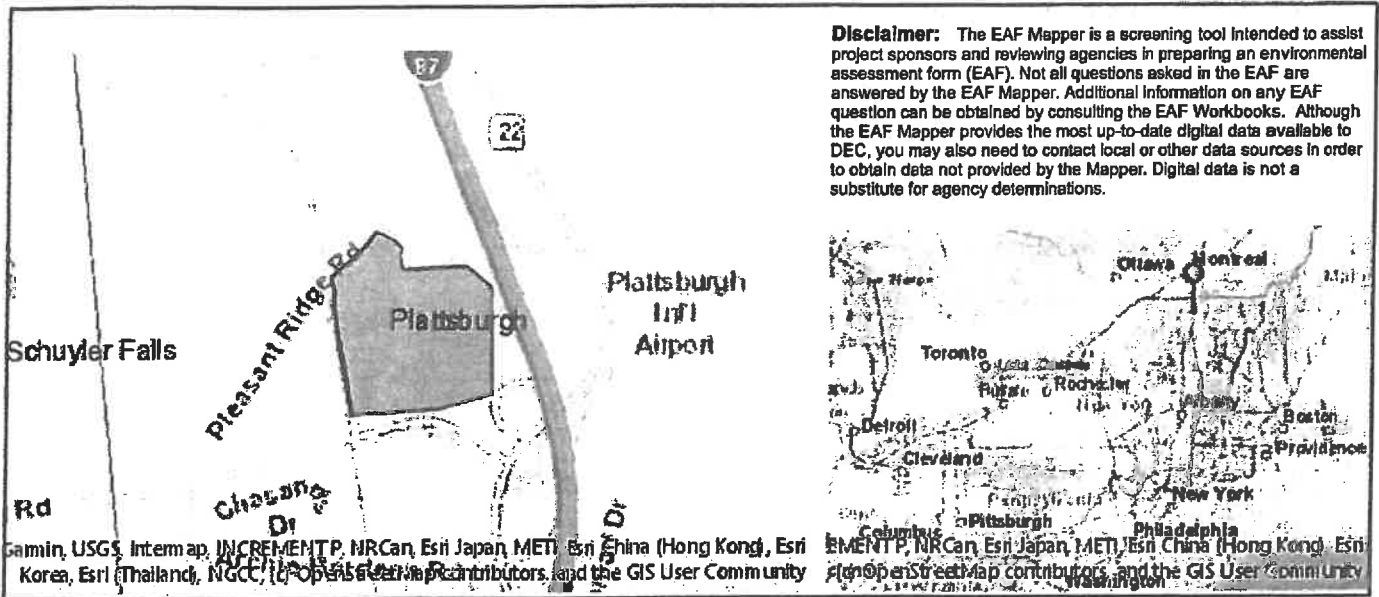 Disclaimer: The EAF Mapper is a screening tool intended to assist
project sponsors and reviewing agencies in preparing an environmental
assessment form (EAF). Not all questions asked in the EAF are
answered by the EAF Mapper. Additional information on any EAF
question can be obtained by consulting the EAF Workbooks. Although
the EAF Mapper provides the most up-to-date digital data available to
DEC, you may also need to contact local or other data sources in order
to obtain data not provided by the Mapper. Digital data is not a
substitute for agency determinations.
87
22
Pleasant Ridge Rd
Plattsburgh
Plattsburgh
Int'l
Airport
Schuyler Falls
Rd
Dr
Dr
Garmin, USGS, Intermap, INCREMENT P, NRCan, Esri Japan, METI, Esri China (Hong Kong), Esri
Korea, Esri (Thailand), NGCC, (c) OpenStreetMap contributors, and the GIS User Community
Ottawa
Montreal
Toronto
Rochester
Albany
Boston
Detroit
Providence
Cleveland
New York
Pittsburgh
Philadelphia
Columbus
EMENT P, NRCan, Esri Japan, METI, Esri China (Hong Kong), Esri
(c) OpenStreetMap contributors, and the GIS User Community
Washington